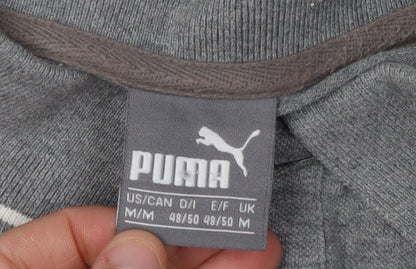 PUMA
US/CAN D/I E/F UK
M/M 48/50 48/50 M